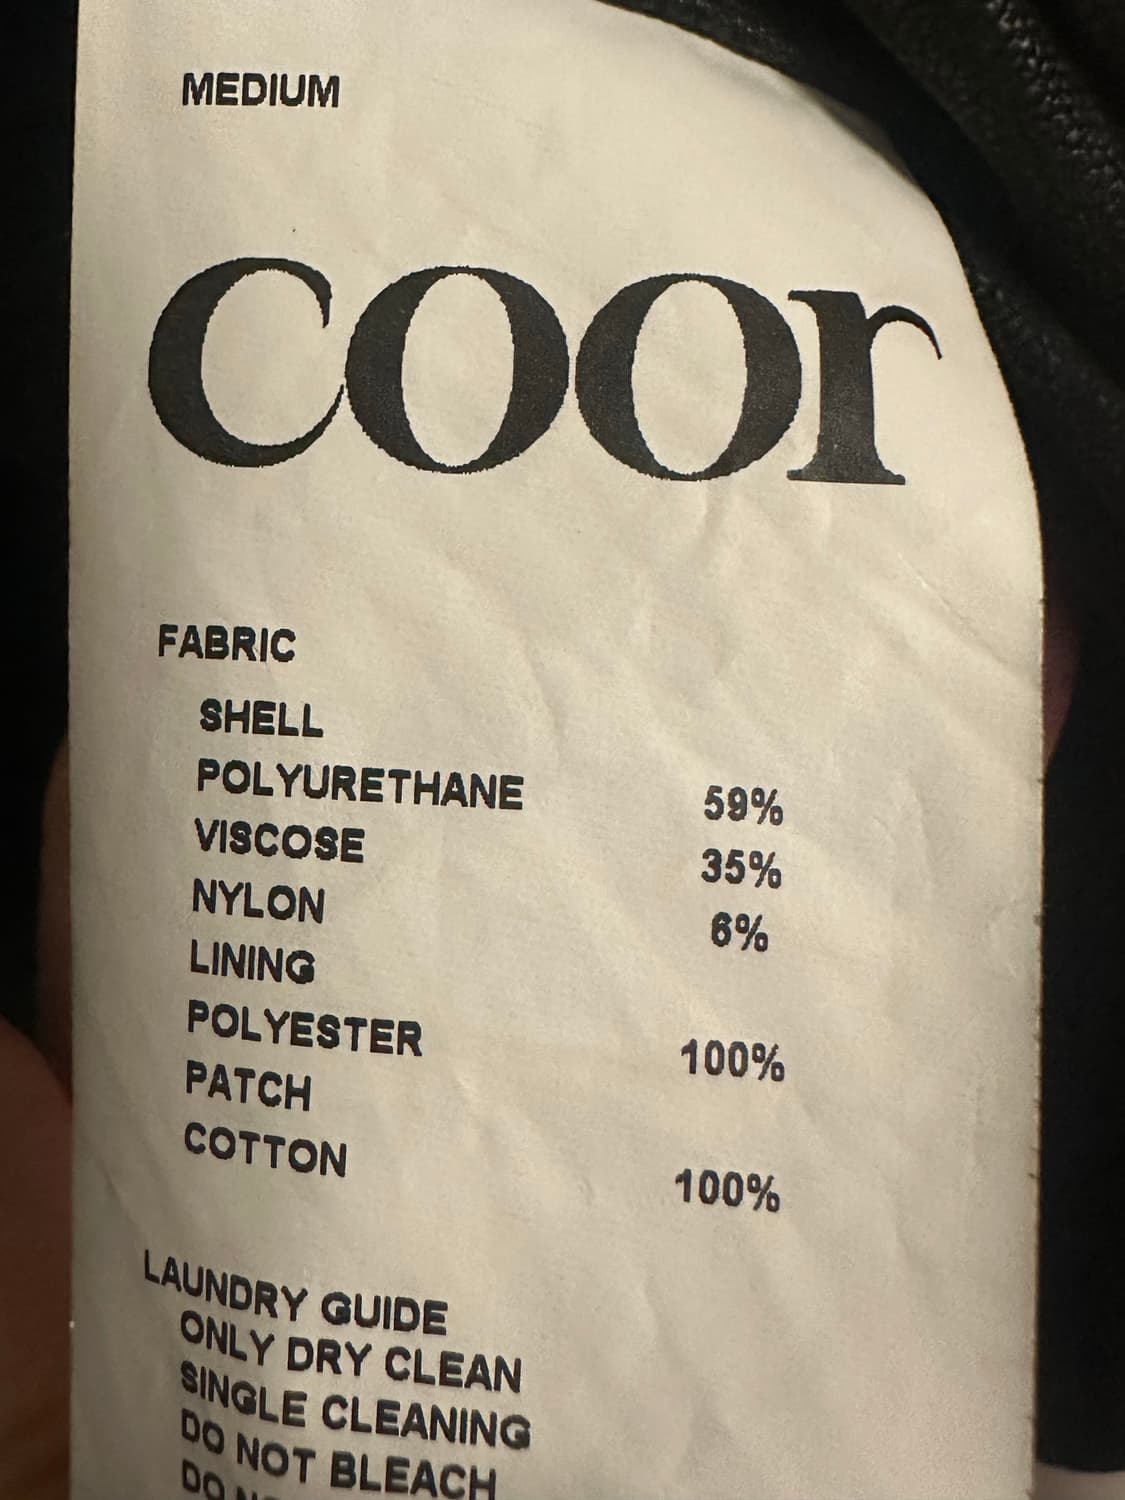 MEDIUM
coor
FABRIC
SHELL
POLYURETHANE 59%
VISCOSE 35%
NYLON 6%
LINING
POLYESTER 100%
PATCH
COTTON 100%
LAUNDRY GUIDE
ONLY DRY CLEAN
SINGLE CLEANING
DO NOT BLEACH
DO